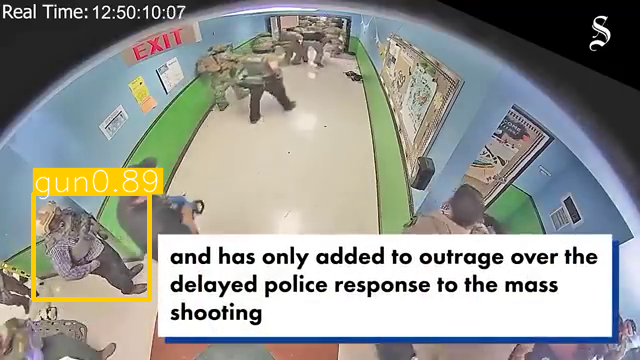 Real Time: 12:50:10:07
EXIT
S
gun0.89
and has only added to outrage over the
delayed police response to the mass
shooting